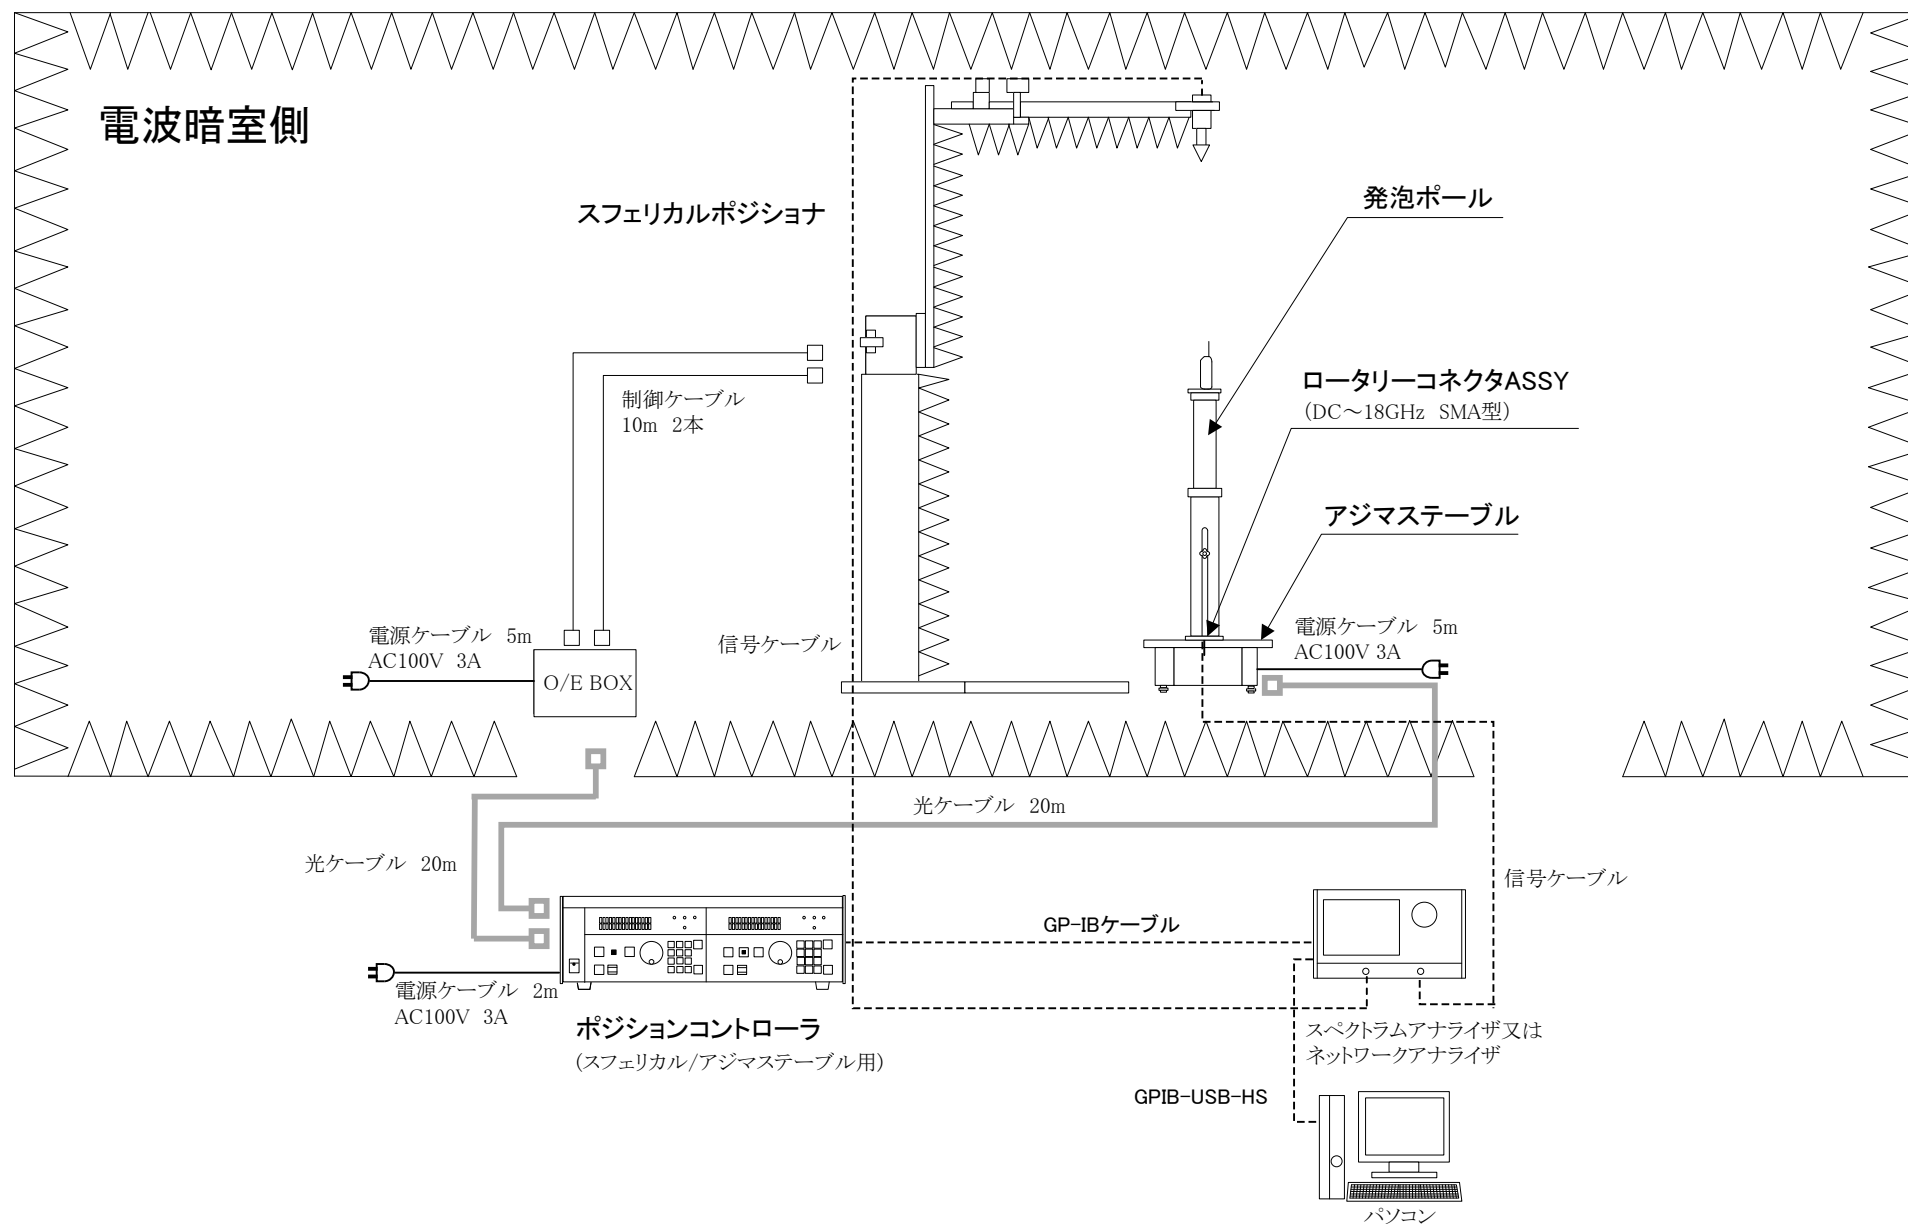 電波暗室側
スフェリカルポジショナ
発泡ポール
ロータリーコネクタASSY
(DC～18GHz SMA型)
制御ケーブル
10m 2本
アジマステーブル
電源ケーブル 5m
AC100V 3A
O/E BOX
信号ケーブル
電源ケーブル 5m
AC100V 3A
光ケーブル 20m
光ケーブル 20m
信号ケーブル
GP-IBケーブル
電源ケーブル 2m
AC100V 3A
ポジションコントローラ
(スフェリカル/アジマステーブル用)
スペクトラムアナライザ又は
ネットワークアナライザ
GPIB-USB-HS
パソコン